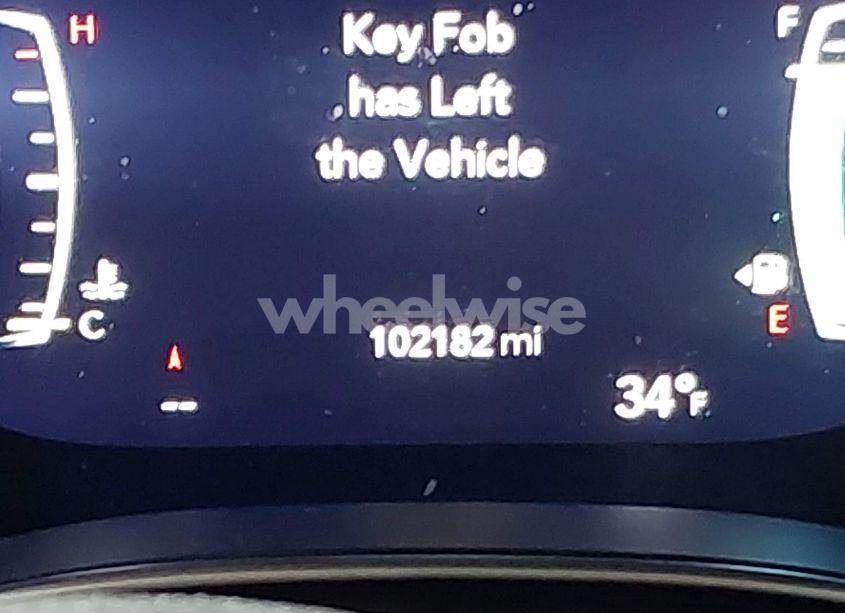 H
Key Fob
F
has Left
the Vehicle
wheelwise
C
102182 mi
E
--
34°F